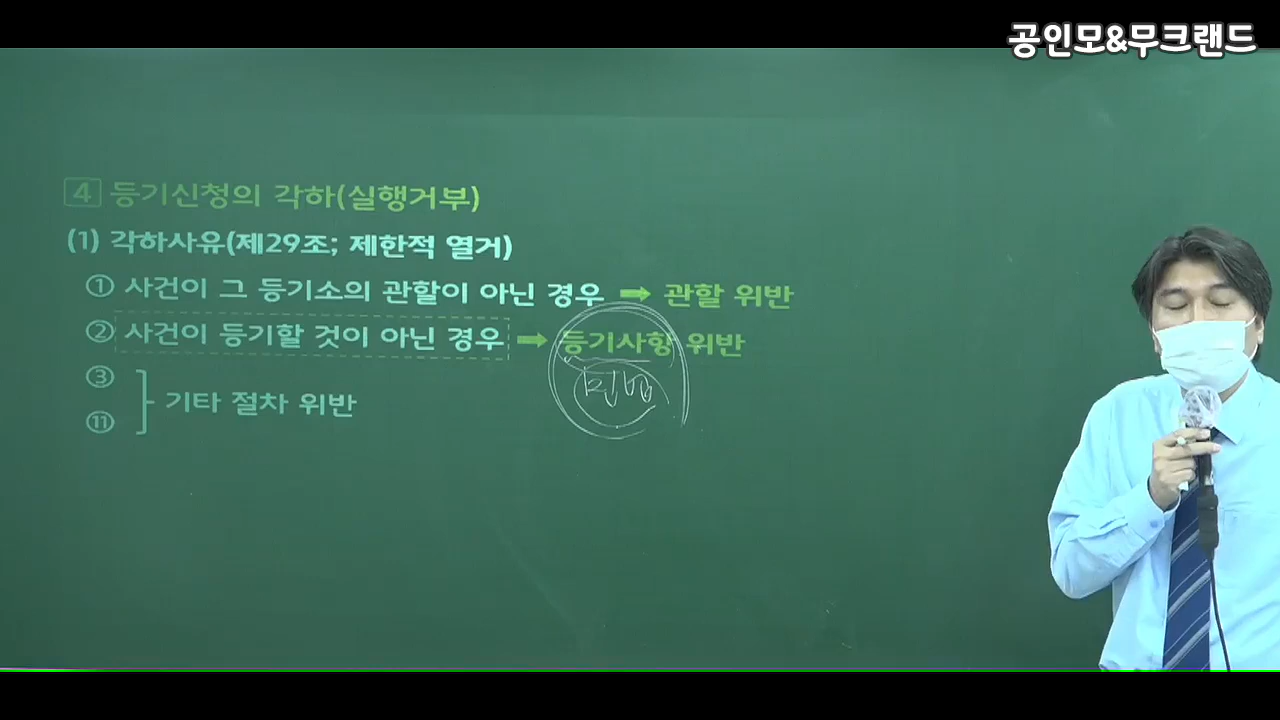 공인모&무크랜드
4 등기신청의 각하(실행거부)
(1) 각하사유(제29조; 제한적 열거)
① 사건이 그 등기소의 관할이 아닌 경우 ➡ 관할 위반
② 사건이 등기할 것이 아닌 경우 ➡ 등기사항 위반
민법
③
기타 절차 위반
⑪